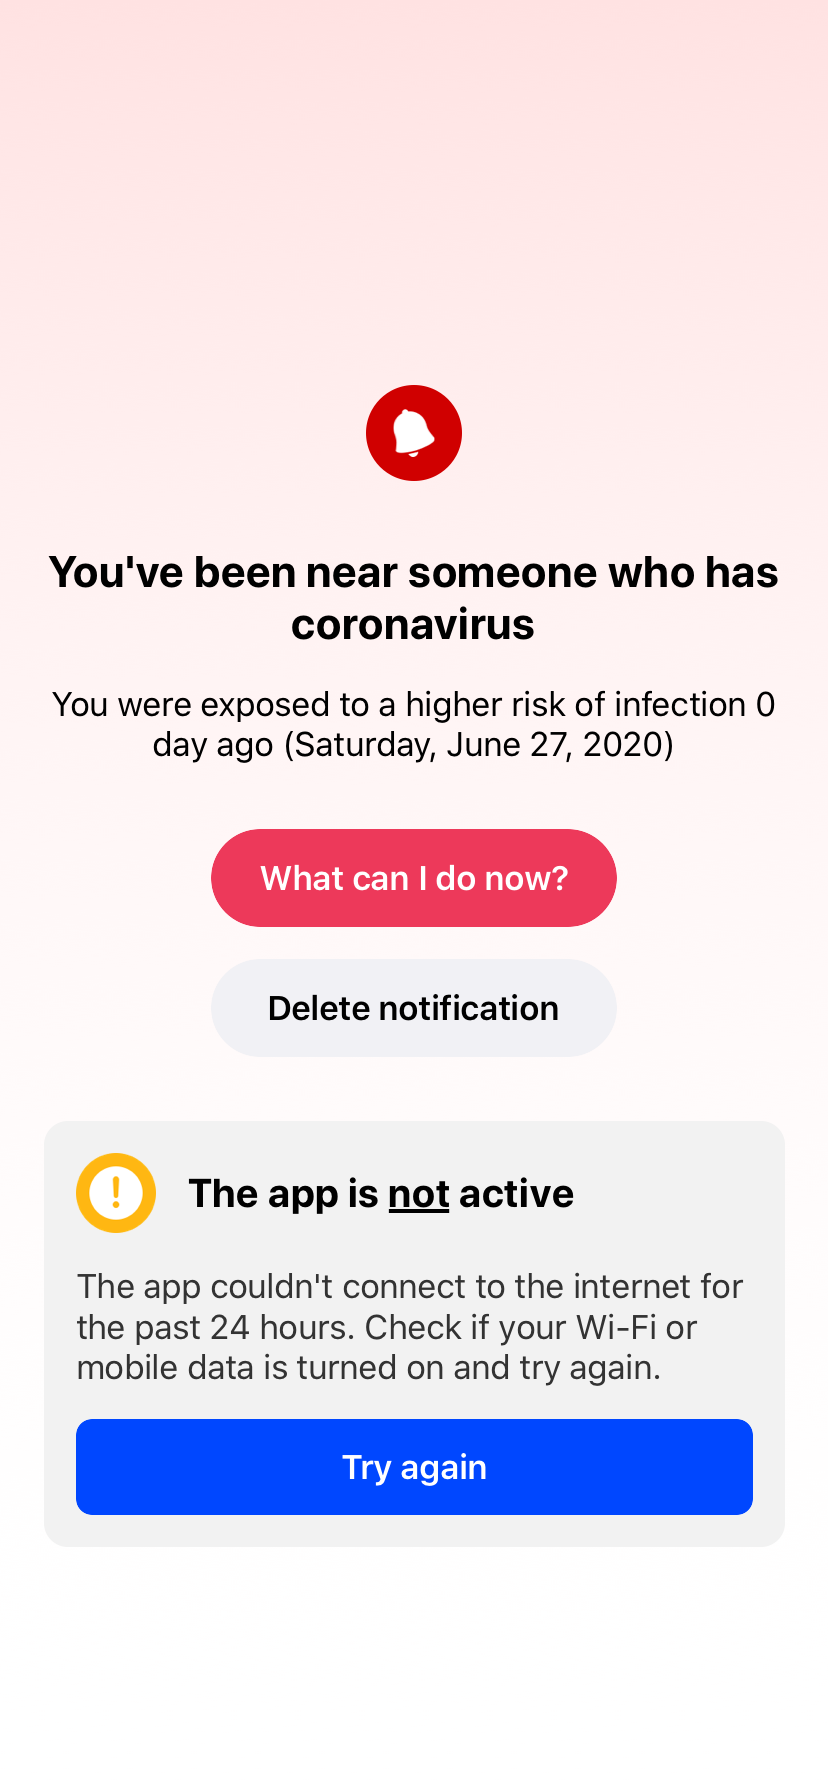 You've been near someone who has
coronavirus
You were exposed to a higher risk of infection 0
day ago (Saturday, June 27, 2020)
What can I do now?
Delete notification
The app is not active
The app couldn't connect to the internet for
the past 24 hours. Check if your Wi-Fi or
mobile data is turned on and try again.
Try again